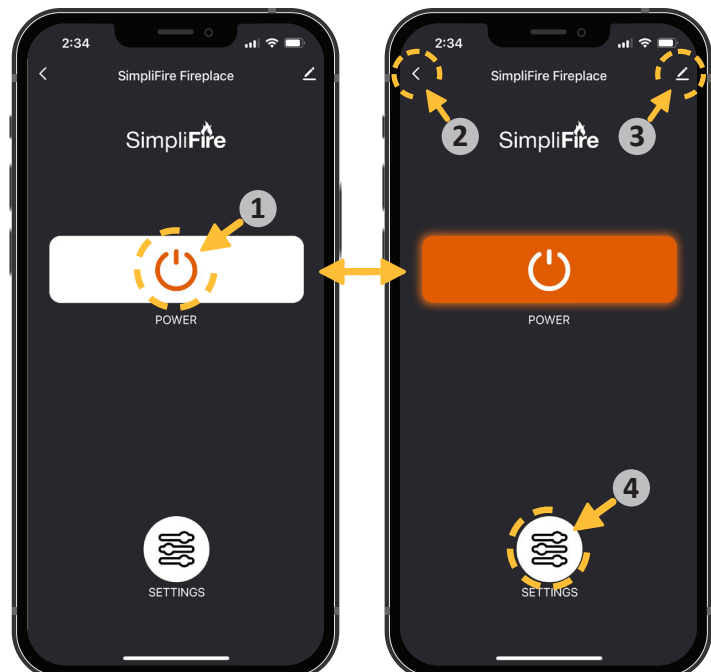 2:34
SimpliFire Fireplace
SimpliFire
1
POWER
SETTINGS
2:34
SimpliFire Fireplace
2
3
SimpliFire
POWER
4
SETTINGS